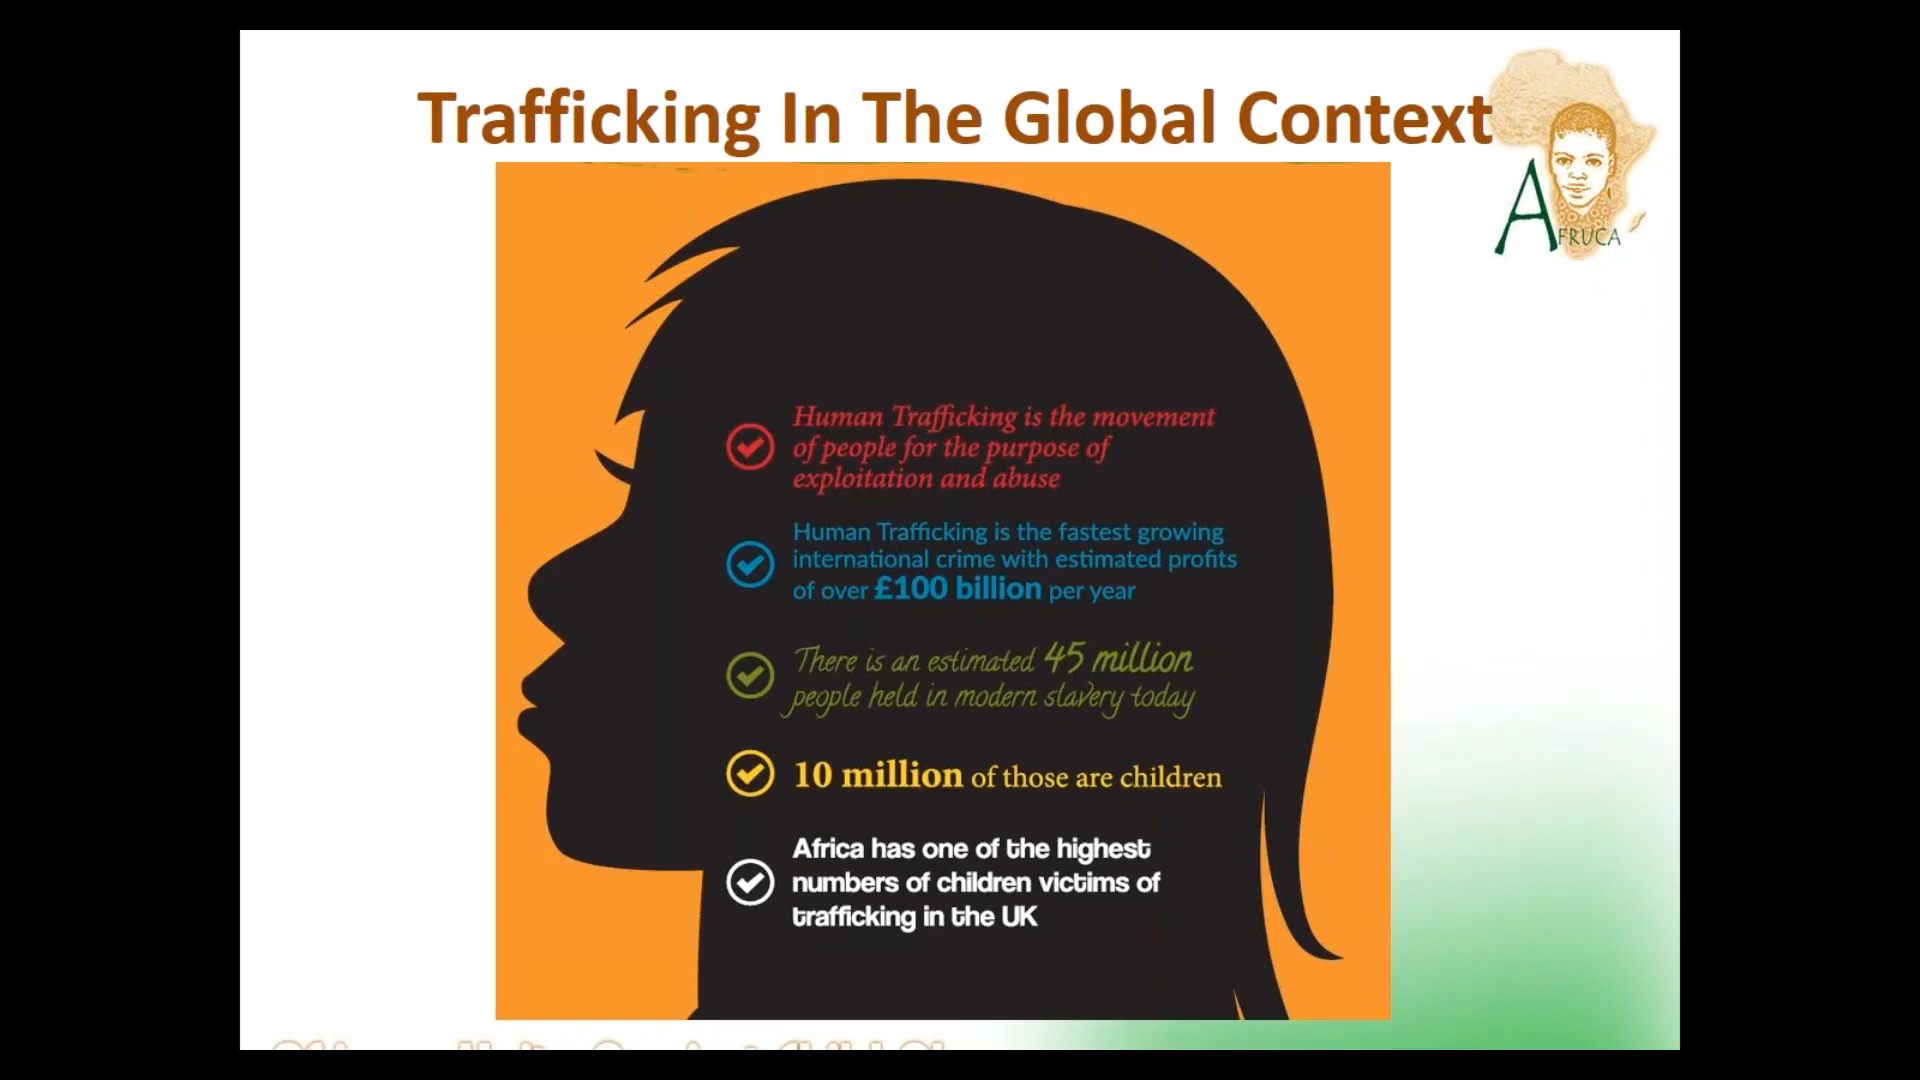 Trafficking In The Global Context
AFRUCA
Human Trafficking is the movement
of people for the purpose of
exploitation and abuse
Human Trafficking is the fastest growing
international crime with estimated profits
of over £100 billion per year
There is an estimated 45 million
people held in modern slavery today
10 million of those are children
Africa has one of the highest
numbers of children victims of
trafficking in the UK